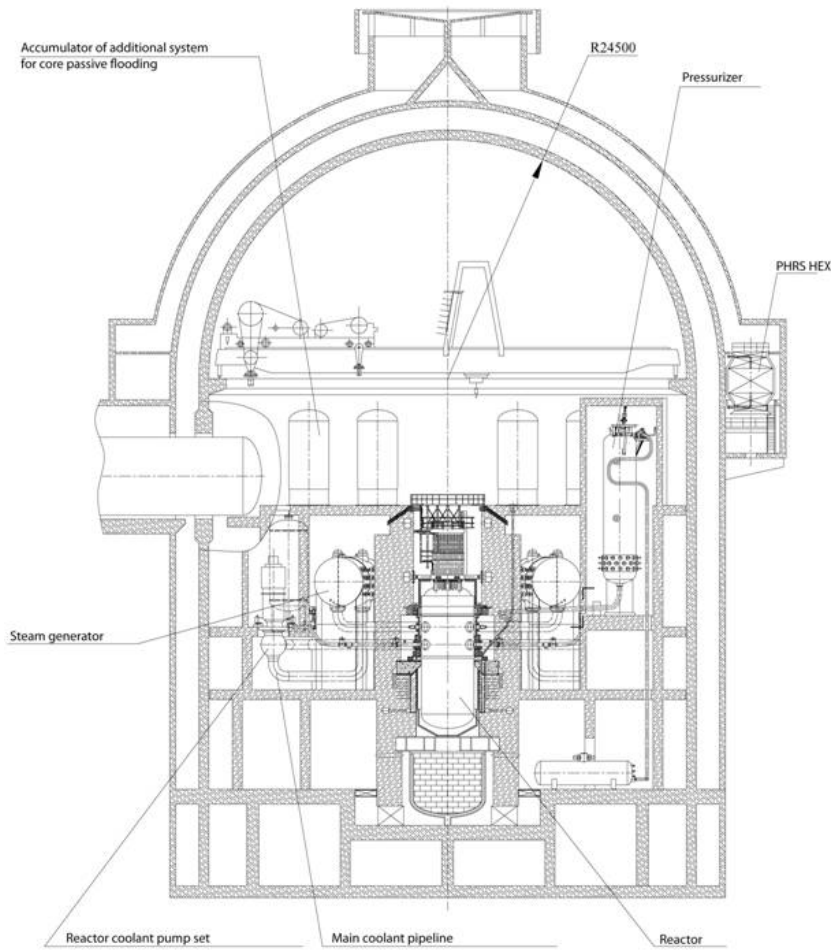 Accumulator of additional system
for core passive flooding
R24500
Pressurizer
PHRS HEX
Steam generator
Reactor coolant pump set
Main coolant pipeline
Reactor